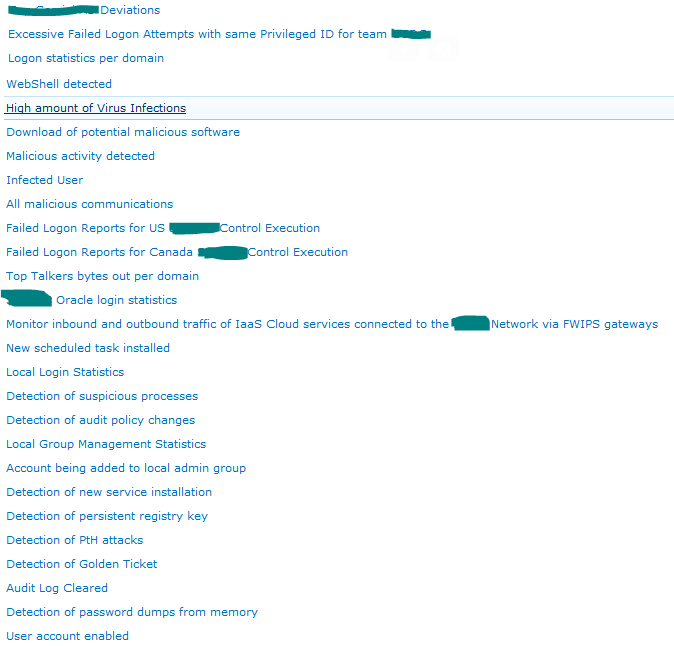 Deviations
Excessive Failed Logon Attempts with same Privileged ID for team
Logon statistics per domain
WebShell detected
High amount of Virus Infections
Download of potential malicious software
Malicious activity detected
Infected User
All malicious communications
Failed Logon Reports for US Control Execution
Failed Logon Reports for Canada Control Execution
Top Talkers bytes out per domain
Oracle login statistics
Monitor inbound and outbound traffic of IaaS Cloud services connected to the Network via FWIPS gateways
New scheduled task installed
Local Login Statistics
Detection of suspicious processes
Detection of audit policy changes
Local Group Management Statistics
Account being added to local admin group
Detection of new service installation
Detection of persistent registry key
Detection of PtH attacks
Detection of Golden Ticket
Audit Log Cleared
Detection of password dumps from memory
User account enabled